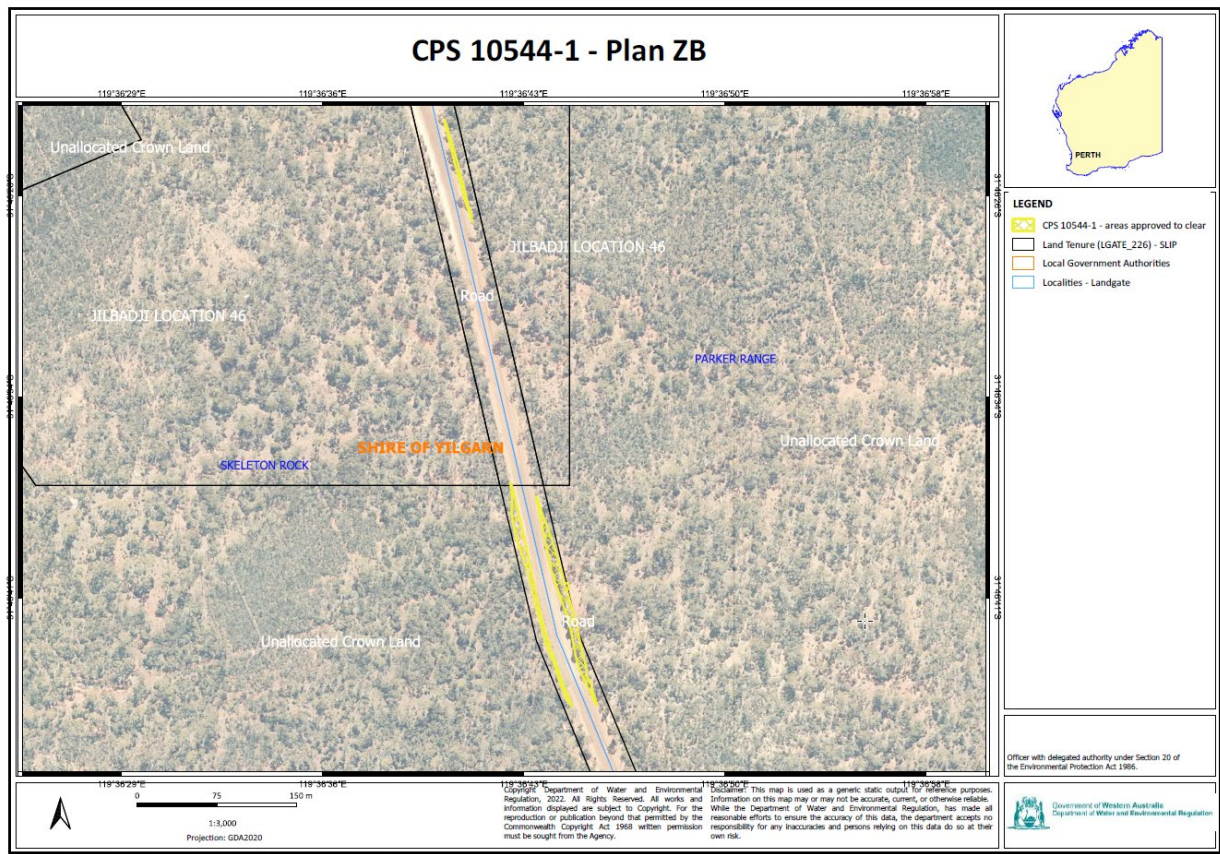 CPS 10544-1 - Plan ZB
119°36'29"E 119°36'36"E 119°36'43"E 119°36'50"E 119°36'58"E
Unallocated Crown Land
JILBADJI LOCATION 46
Road
JILBADJI LOCATION 46
PARKER RANGE
SHIRE OF YILGARN
Unallocated Crown Land
SKELETON ROCK
Road
Unallocated Crown Land
31°46'34"S
31°46'41"S
119°36'29"E 119°36'36"E 119°36'43"E 119°36'50"E 119°36'58"E
PERTH
LEGEND
CPS 10544-1 - areas approved to clear
Land Tenure (LGATE_226) - SLIP
Local Government Authorities
Localities - Landgate
Officer with delegated authority under Section 20 of
the Environmental Protection Act 1986.
0 75 150 m
1:3,000
Projection: GDA2020
Copyright Department of Water and Environmental
Regulation, 2022. All Rights Reserved. All works and
information displayed are subject to Copyright. For the
reproduction or publication beyond that permitted by the
Commonwealth Copyright Act 1968 written permission
must be sought from the Agency.
Disclaimer: This map is used as a generic static output for reference purposes.
Information on this map may or may not be accurate, current, or otherwise reliable.
While the Department of Water and Environmental Regulation, has made all
reasonable efforts to ensure the accuracy of this data, the department accepts no
responsibility for any inaccuracies and persons relying on this data do so at their
own risk.
Government of Western Australia
Department of Water and Environmental Regulation